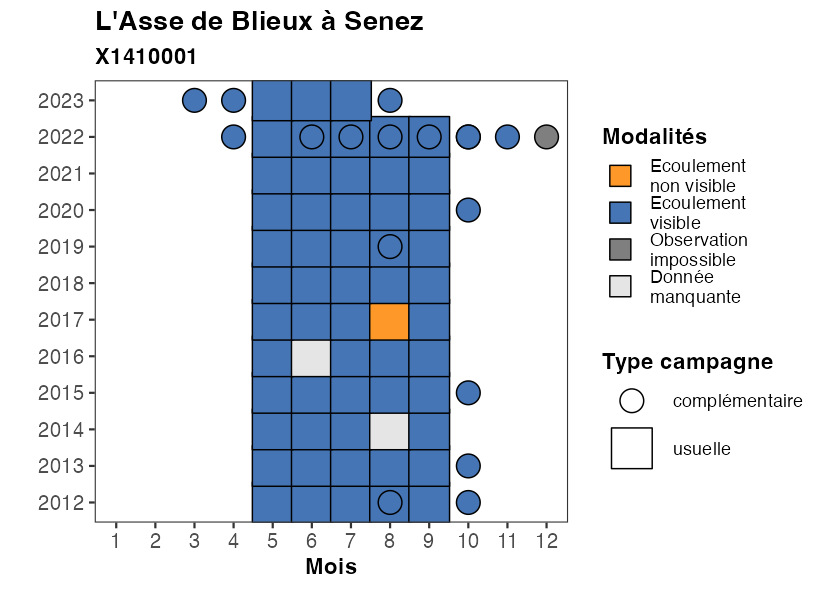 L'Asse de Blieux à Senez
X1410001
2023
2022
2021
2020
2019
2018
2017
2016
2015
2014
2013
2012
1 2 3 4 5 6 7 8 9 10 11 12
Mois
Modalités
Ecoulement
non visible
Ecoulement
visible
Observation
impossible
Donnée
manquante
Type campagne
complémentaire
usuelle